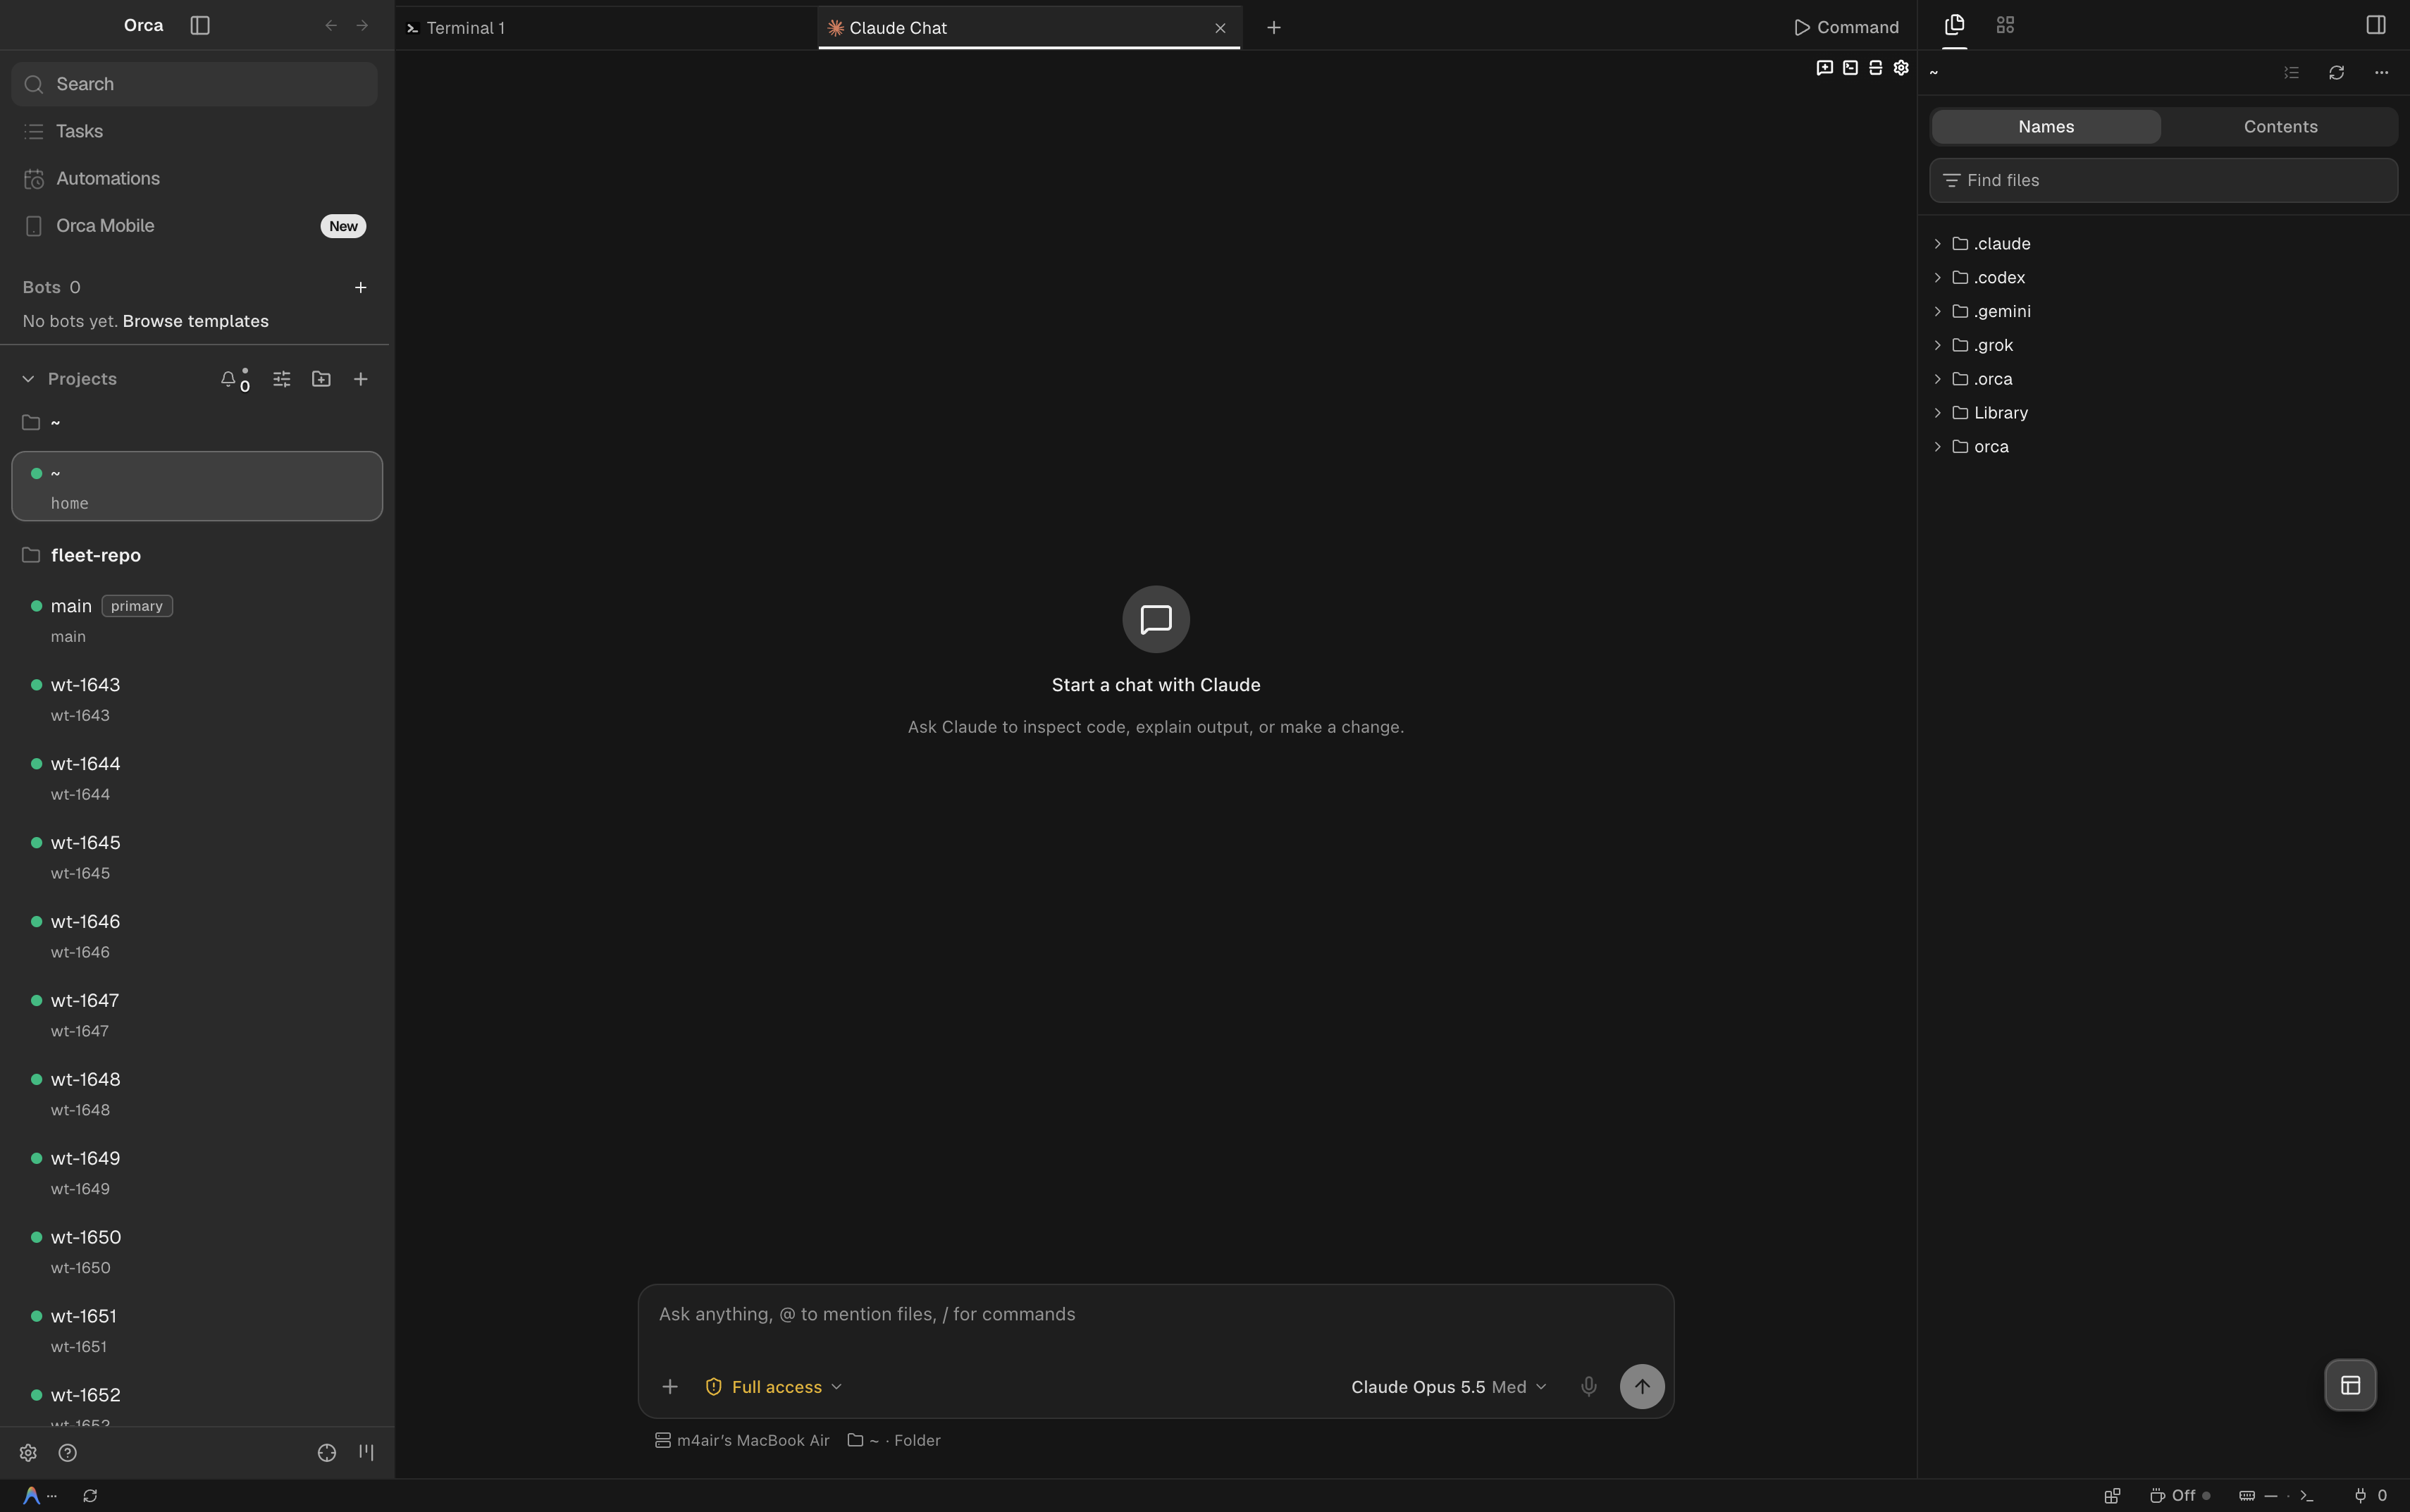 Orca
Terminal 1
Claude Chat
Command
Search
Tasks
Automations
Orca Mobile
New
Bots 0
No bots yet. Browse templates
Projects
0
~
~
home
fleet-repo
main primary
main
wt-1643
wt-1643
wt-1644
wt-1644
wt-1645
wt-1645
wt-1646
wt-1646
wt-1647
wt-1647
wt-1648
wt-1648
wt-1649
wt-1649
wt-1650
wt-1650
wt-1651
wt-1651
wt-1652
wt-1652
Start a chat with Claude
Ask Claude to inspect code, explain output, or make a change.
Ask anything, @ to mention files, / for commands
Full access
Claude Opus 5.5 Med
m4air's MacBook Air
~ · Folder
~
Names
Contents
Find files
.claude
.codex
.gemini
.grok
.orca
Library
orca
Off
— ·
0